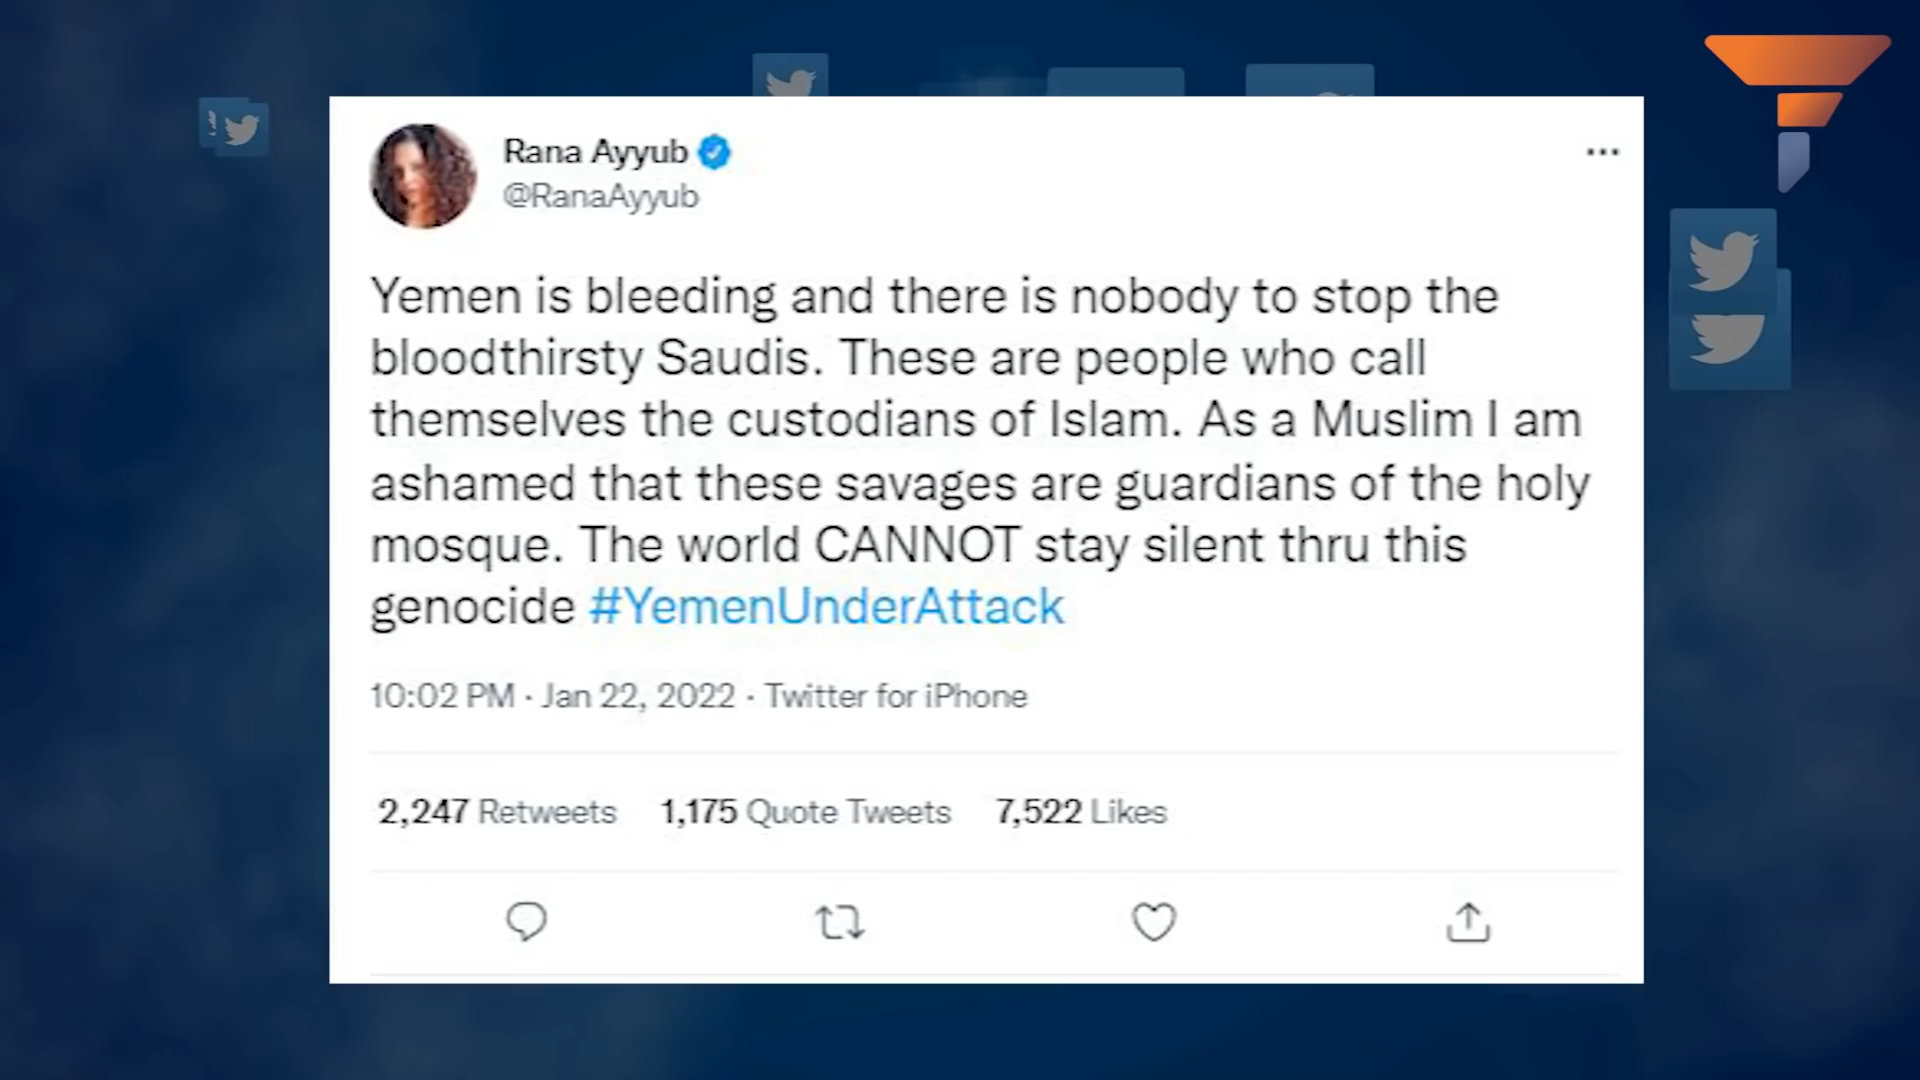 Rana Ayyub
@RanaAyyub
Yemen is bleeding and there is nobody to stop the
bloodthirsty Saudis. These are people who call
themselves the custodians of Islam. As a Muslim I am
ashamed that these savages are guardians of the holy
mosque. The world CANNOT stay silent thru this
genocide #YemenUnderAttack
10:02 PM · Jan 22, 2022 · Twitter for iPhone
2,247 Retweets 1,175 Quote Tweets 7,522 Likes